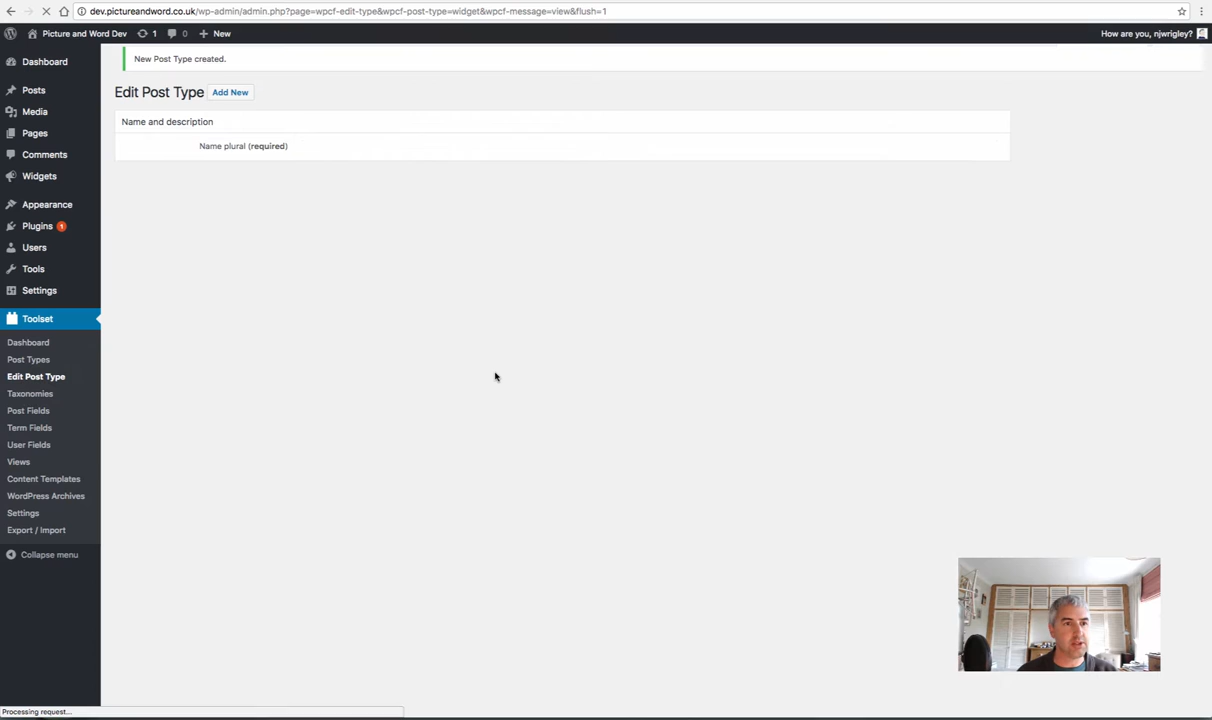 dev.pictureandword.co.uk/wp-admin/admin.php?page=wpcf-edit-type&wpcf-post-type=widget&wpcf-message=view&flush=1
Picture and Word Dev 1 0 New How are you, njwrigley?
New Post Type created.
Edit Post Type Add New
Name and description
Name plural (required)
Dashboard
Posts
Media
Pages
Comments
Widgets
Appearance
Plugins 1
Users
Tools
Settings
Toolset
Dashboard
Post Types
Edit Post Type
Taxonomies
Post Fields
Term Fields
User Fields
Views
Content Templates
WordPress Archives
Settings
Export / Import
Collapse menu
Processing request...